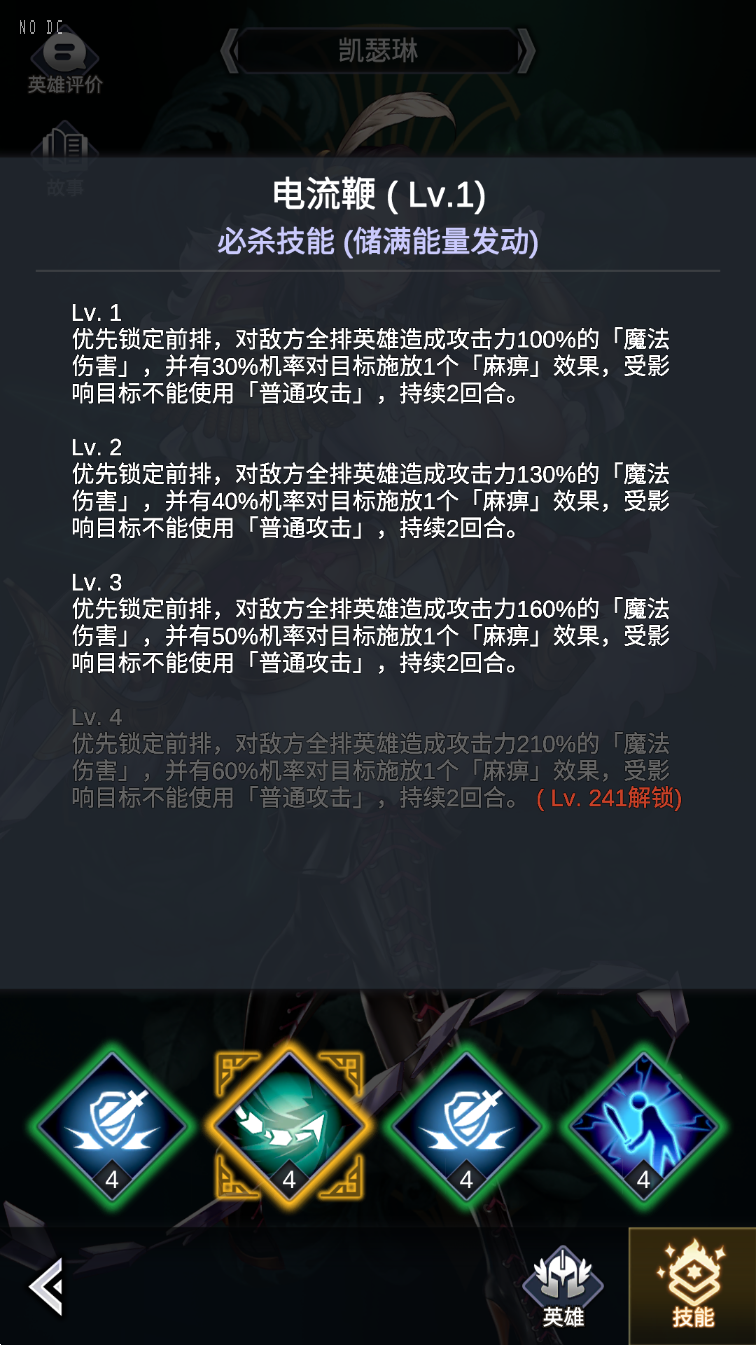 NO DC
凯瑟琳
英雄评价
故事
电流鞭 ( Lv.1)
必杀技能 (储满能量发动)
Lv. 1
优先锁定前排，对敌方全排英雄造成攻击力100%的「魔法
伤害」，并有30%机率对目标施放1个「麻痹」效果，受影
响目标不能使用「普通攻击」，持续2回合。
Lv. 2
优先锁定前排，对敌方全排英雄造成攻击力130%的「魔法
伤害」，并有40%机率对目标施放1个「麻痹」效果，受影
响目标不能使用「普通攻击」，持续2回合。
Lv. 3
优先锁定前排，对敌方全排英雄造成攻击力160%的「魔法
伤害」，并有50%机率对目标施放1个「麻痹」效果，受影
响目标不能使用「普通攻击」，持续2回合。
Lv. 4
优先锁定前排，对敌方全排英雄造成攻击力210%的「魔法
伤害」，并有60%机率对目标施放1个「麻痹」效果，受影
响目标不能使用「普通攻击」，持续2回合。 ( Lv. 241解锁)
4 4 4 4
英雄 技能